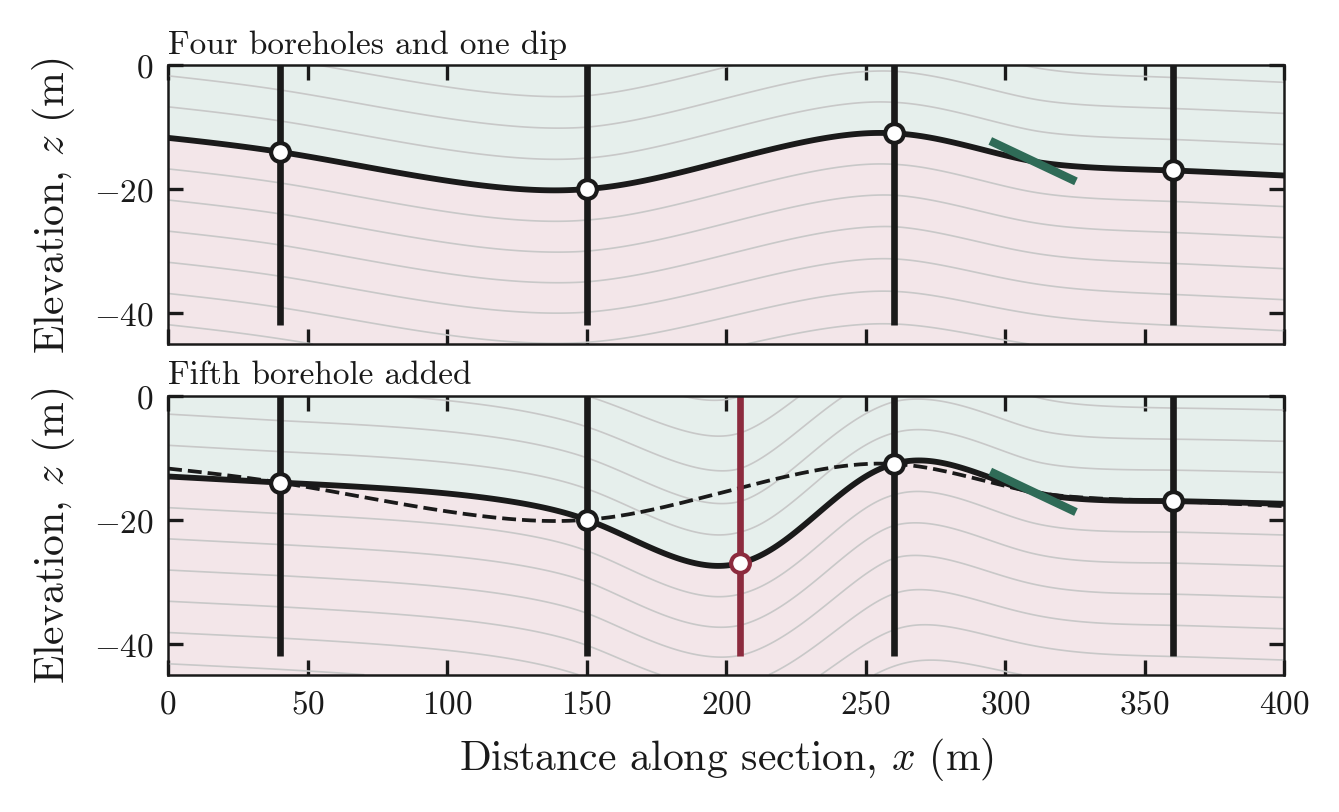 Four boreholes and one dip
Elevation, z (m)
0
−20
−40
Fifth borehole added
Elevation, z (m)
0
−20
−40
0 50 100 150 200 250 300 350 400
Distance along section, x (m)